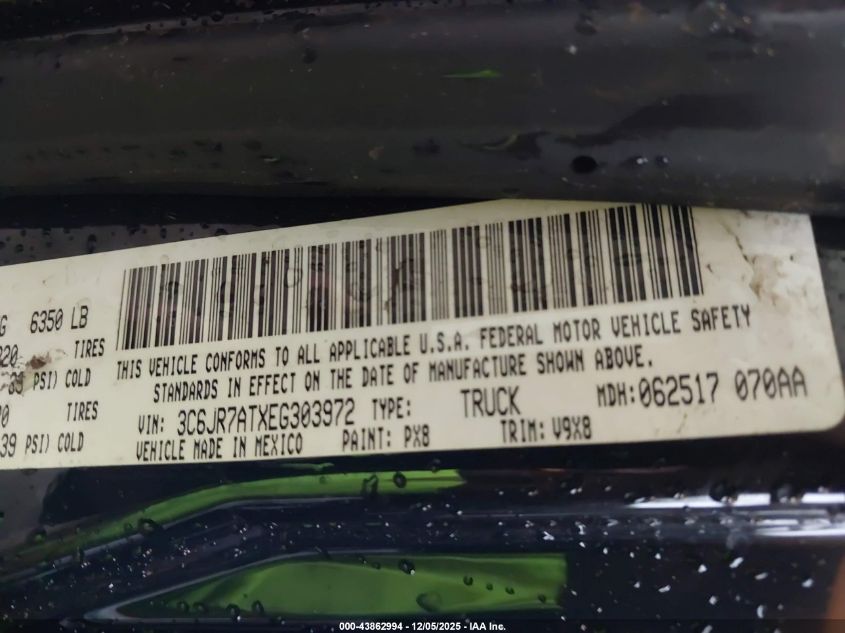 G 6350 LB
020 TIRES
PSI) COLD
TIRES
39 PSI) COLD
THIS VEHICLE CONFORMS TO ALL APPLICABLE U.S.A. FEDERAL MOTOR VEHICLE SAFETY
STANDARDS IN EFFECT ON THE DATE OF MANUFACTURE SHOWN ABOVE.
VIN: 3C6JR7ATXEG303972 TYPE: TRUCK MDH:062517 070AA
VEHICLE MADE IN MEXICO PAINT: PX8 TRIM: V9X8
000-43862994 - 12/05/2025 - IAA Inc.